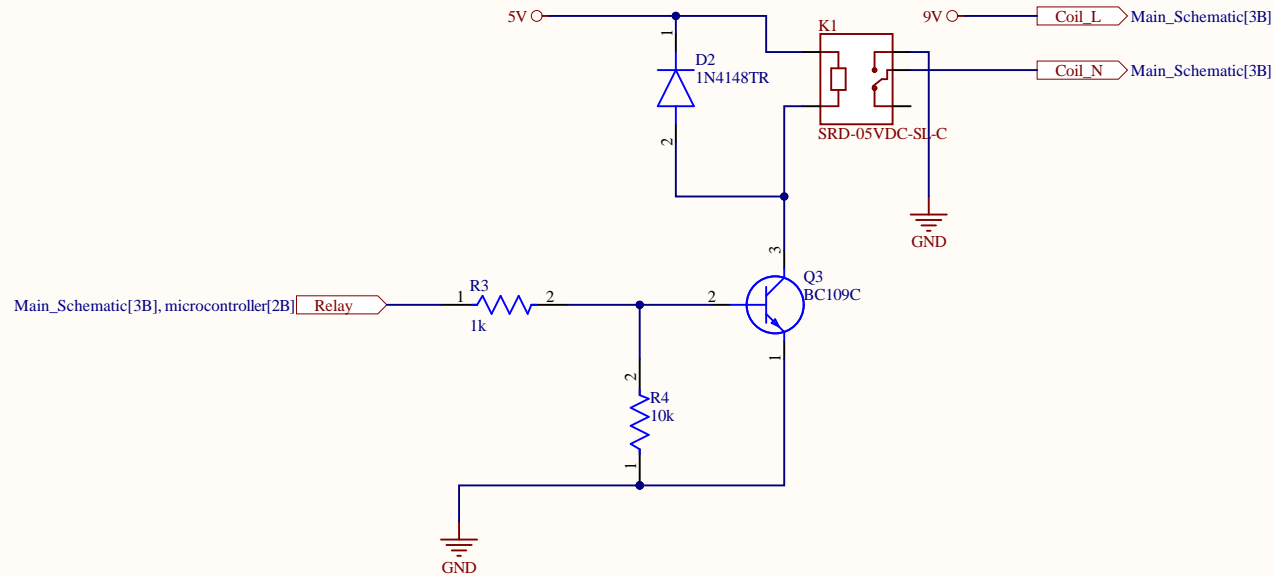 5V
9V
Coil_L
Main_Schematic[3B]
K1
1
D2
1N4148TR
Coil_N
Main_Schematic[3B]
2
SRD-05VDC-SL-C
GND
3
Q3
BC109C
Main_Schematic[3B], microcontroller[2B]
Relay
R3
1
2
1k
2
1
2
R4
10k
1
GND